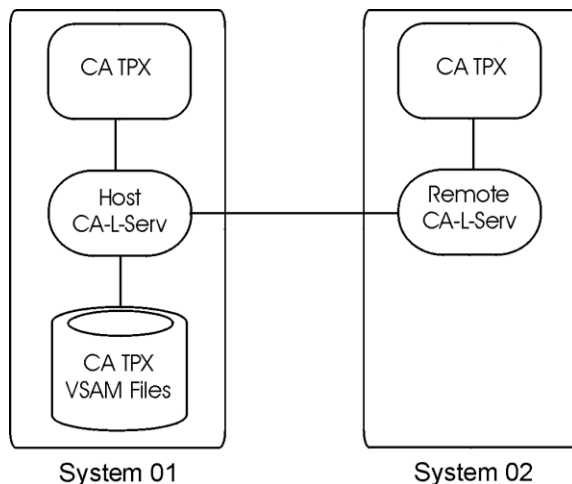 CA TPX
Host
CA-L-Serv
CA TPX
VSAM Files
System 01
CA TPX
Remote
CA-L-Serv
System 02